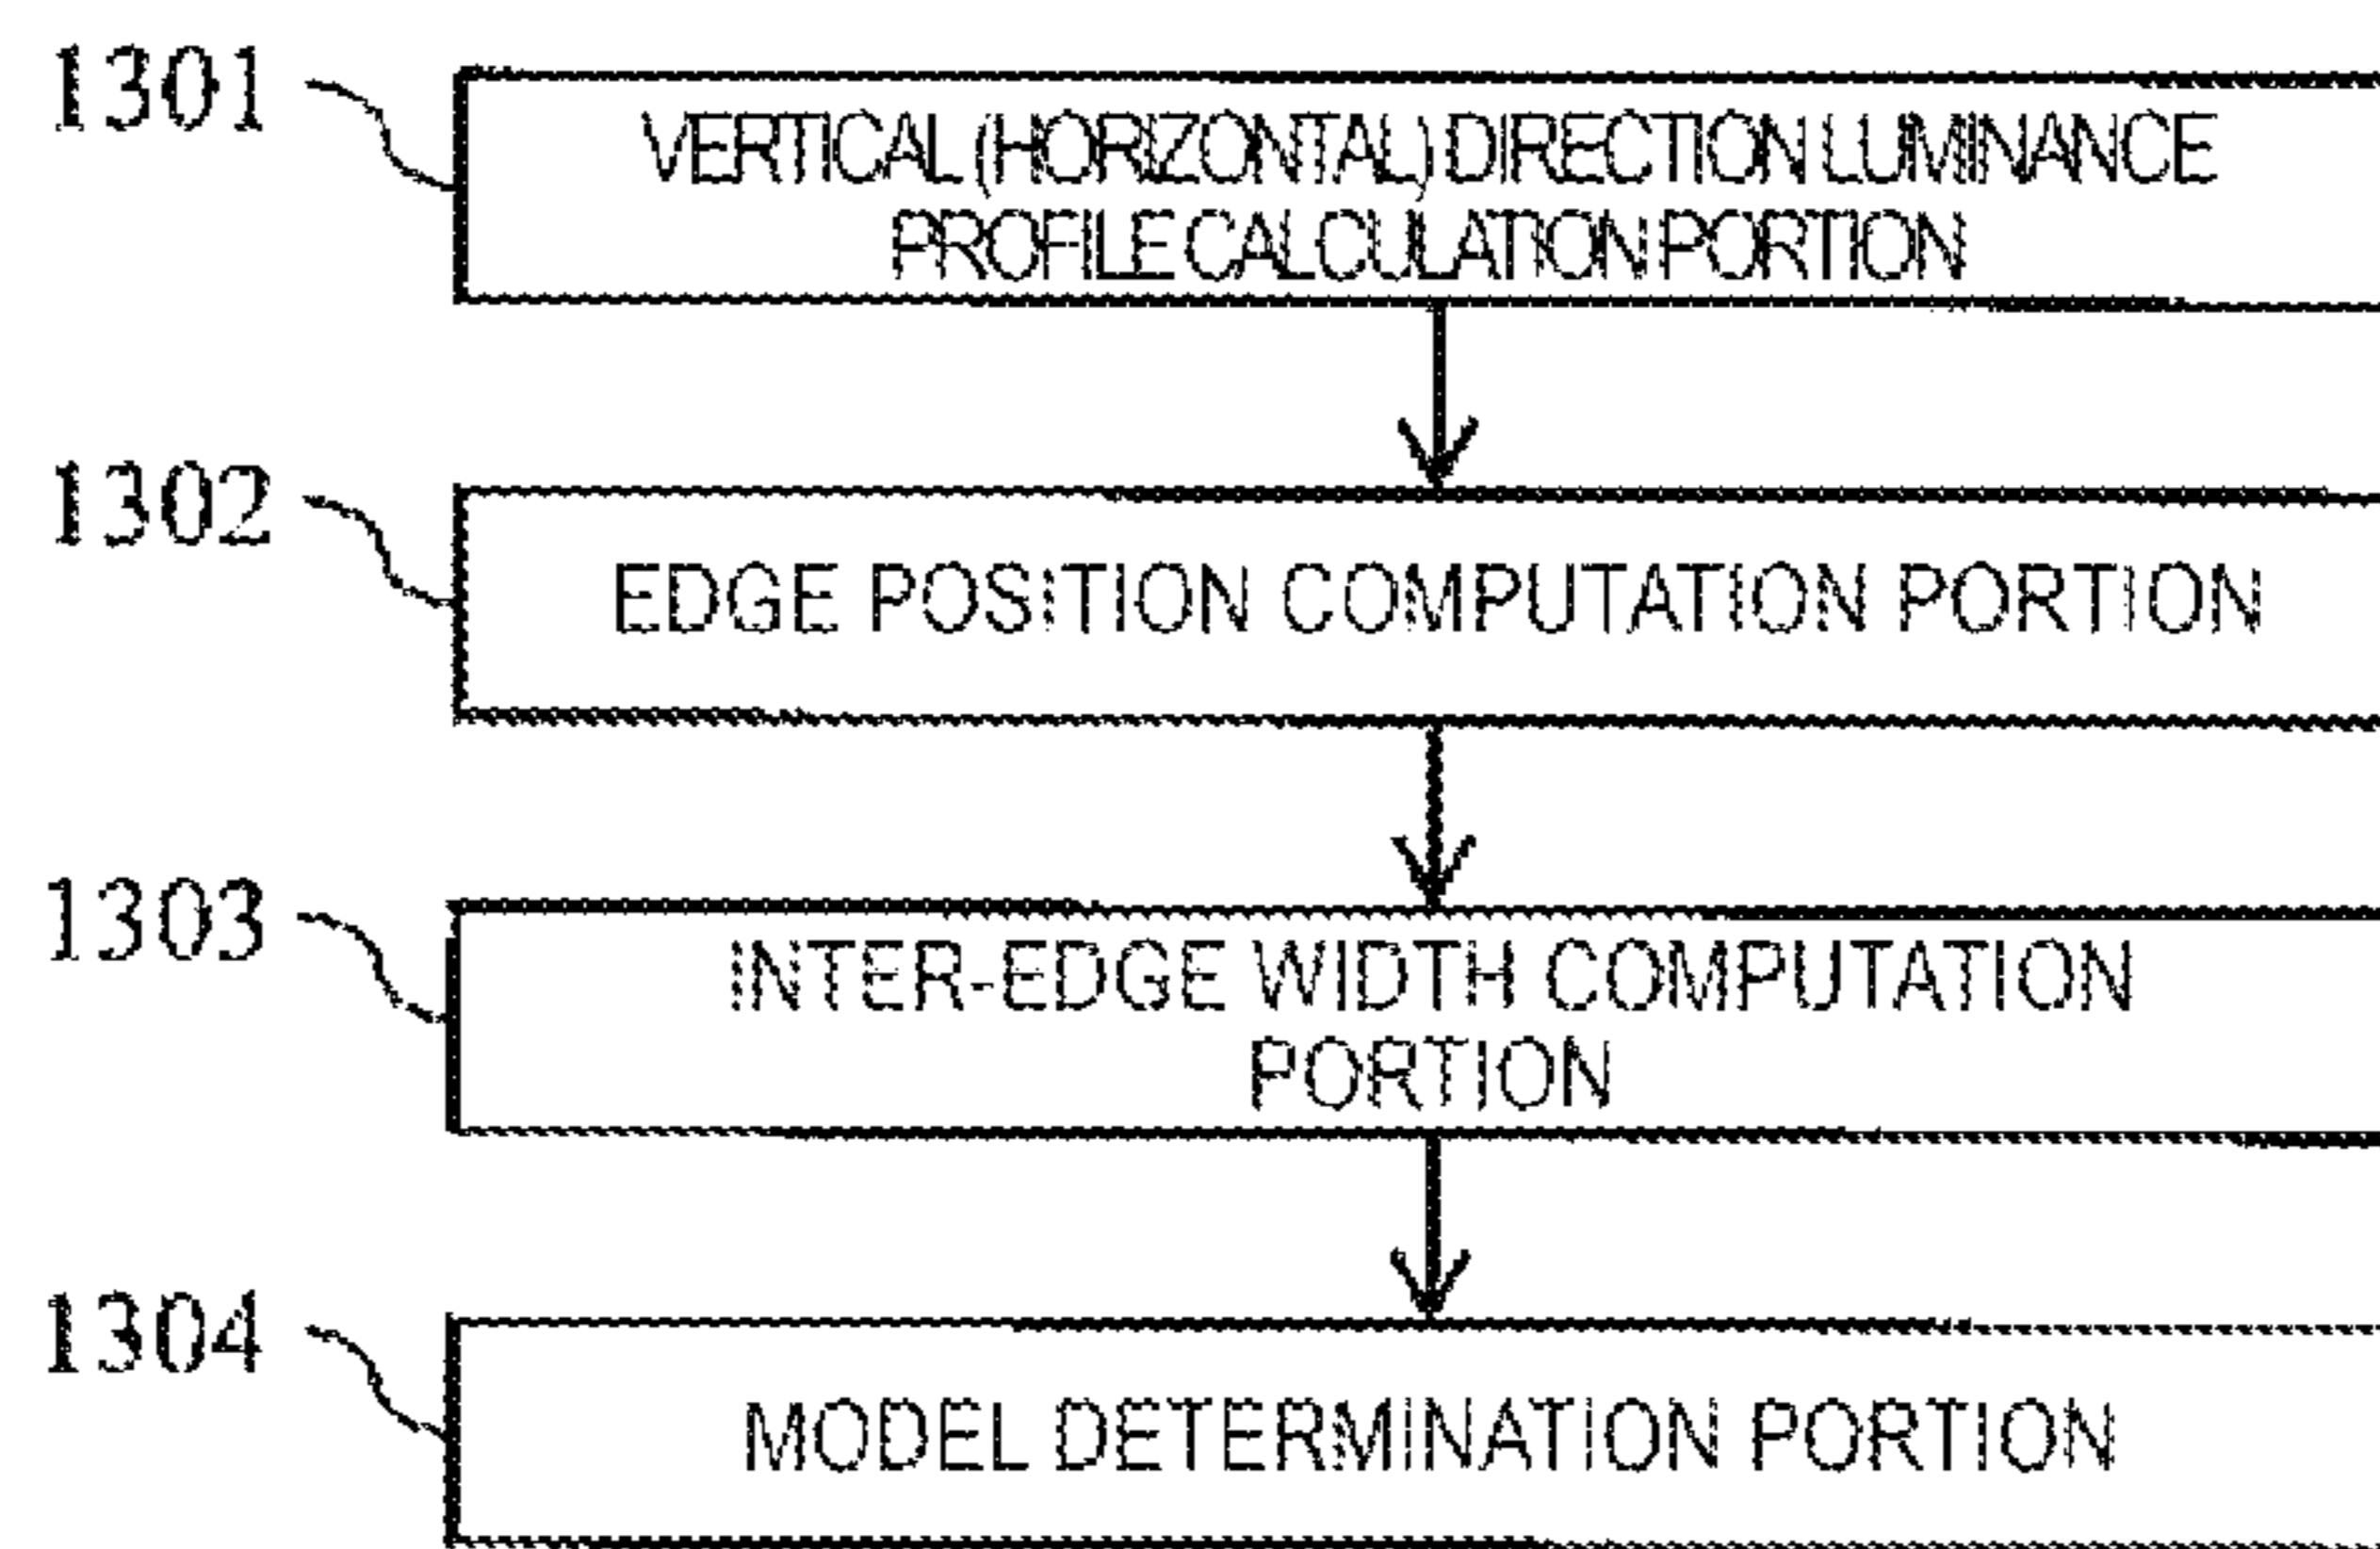 1301
VERTICAL (HORIZONTAL) DIRECTION LUMINANCE
PROFILE CALCULATION PORTION
1302
EDGE POSITION COMPUTATION PORTION
1303
INTER-EDGE WIDTH COMPUTATION
PORTION
1304
MODEL DETERMINATION PORTION